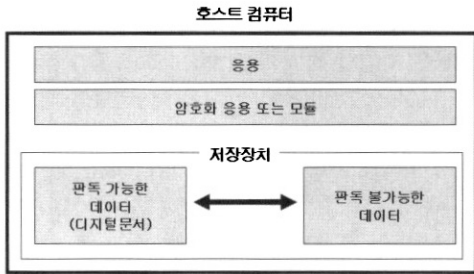 호스트 컴퓨터
응용
암호화 응용 또는 모듈
저장장치
판독 가능한
데이터
(디지털문서)
판독 불가능한
데이터